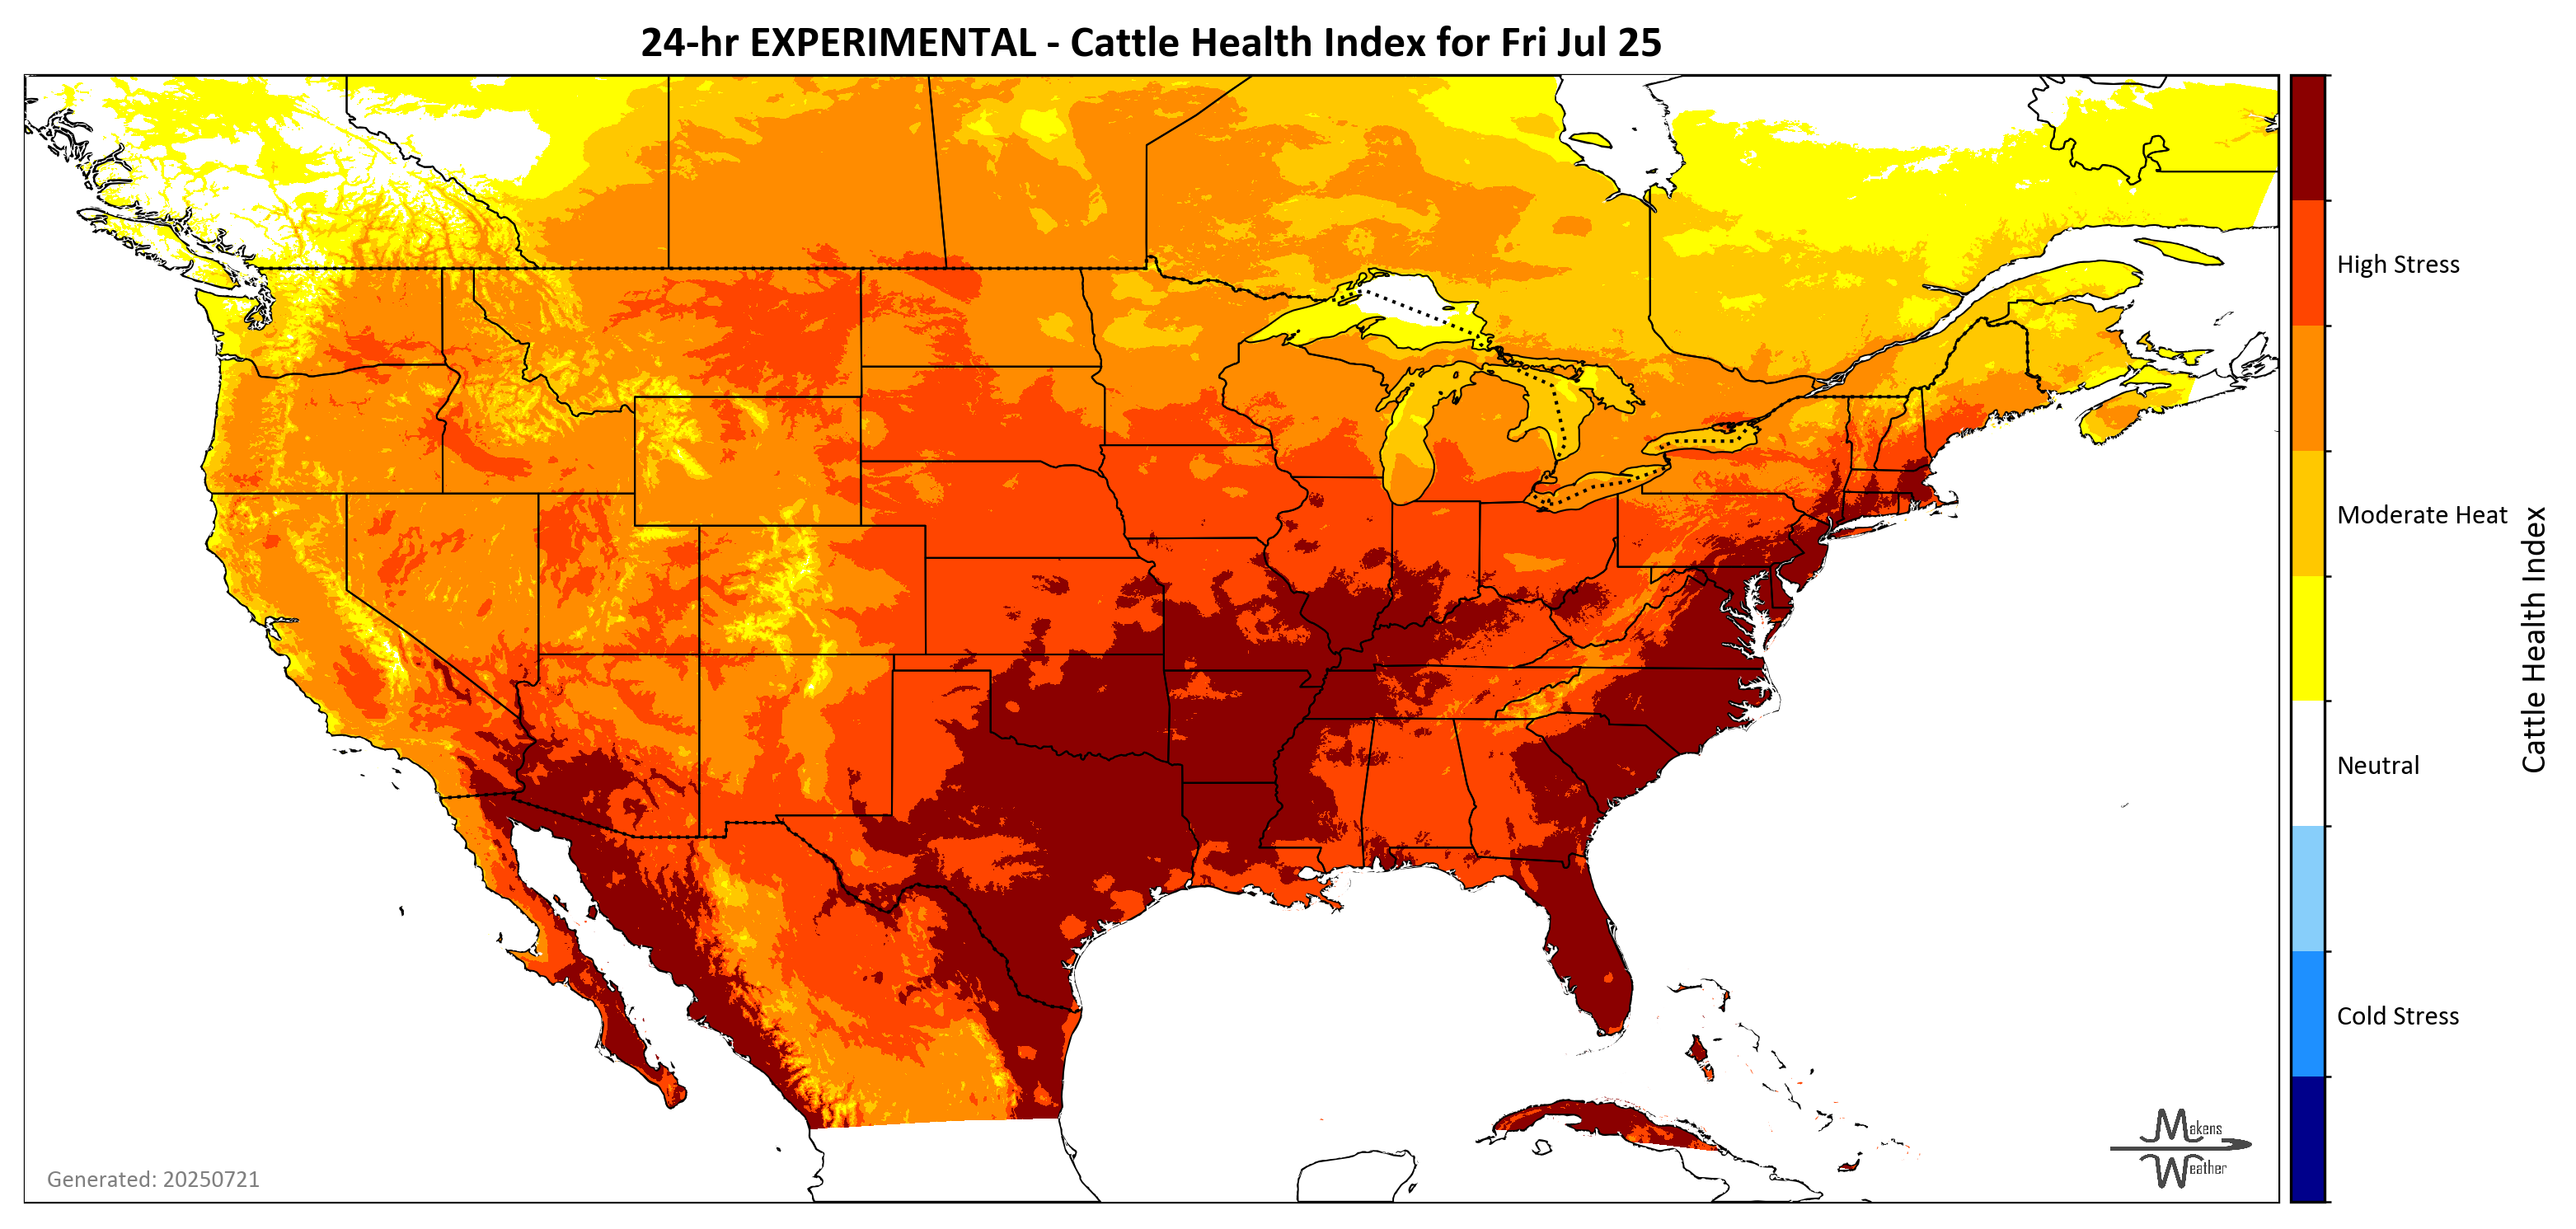 24-hr EXPERIMENTAL - Cattle Health Index for Fri Jul 25
High Stress
Moderate Heat
Neutral
Cold Stress
Cattle Health Index
Generated: 20250721
Makens
Weather